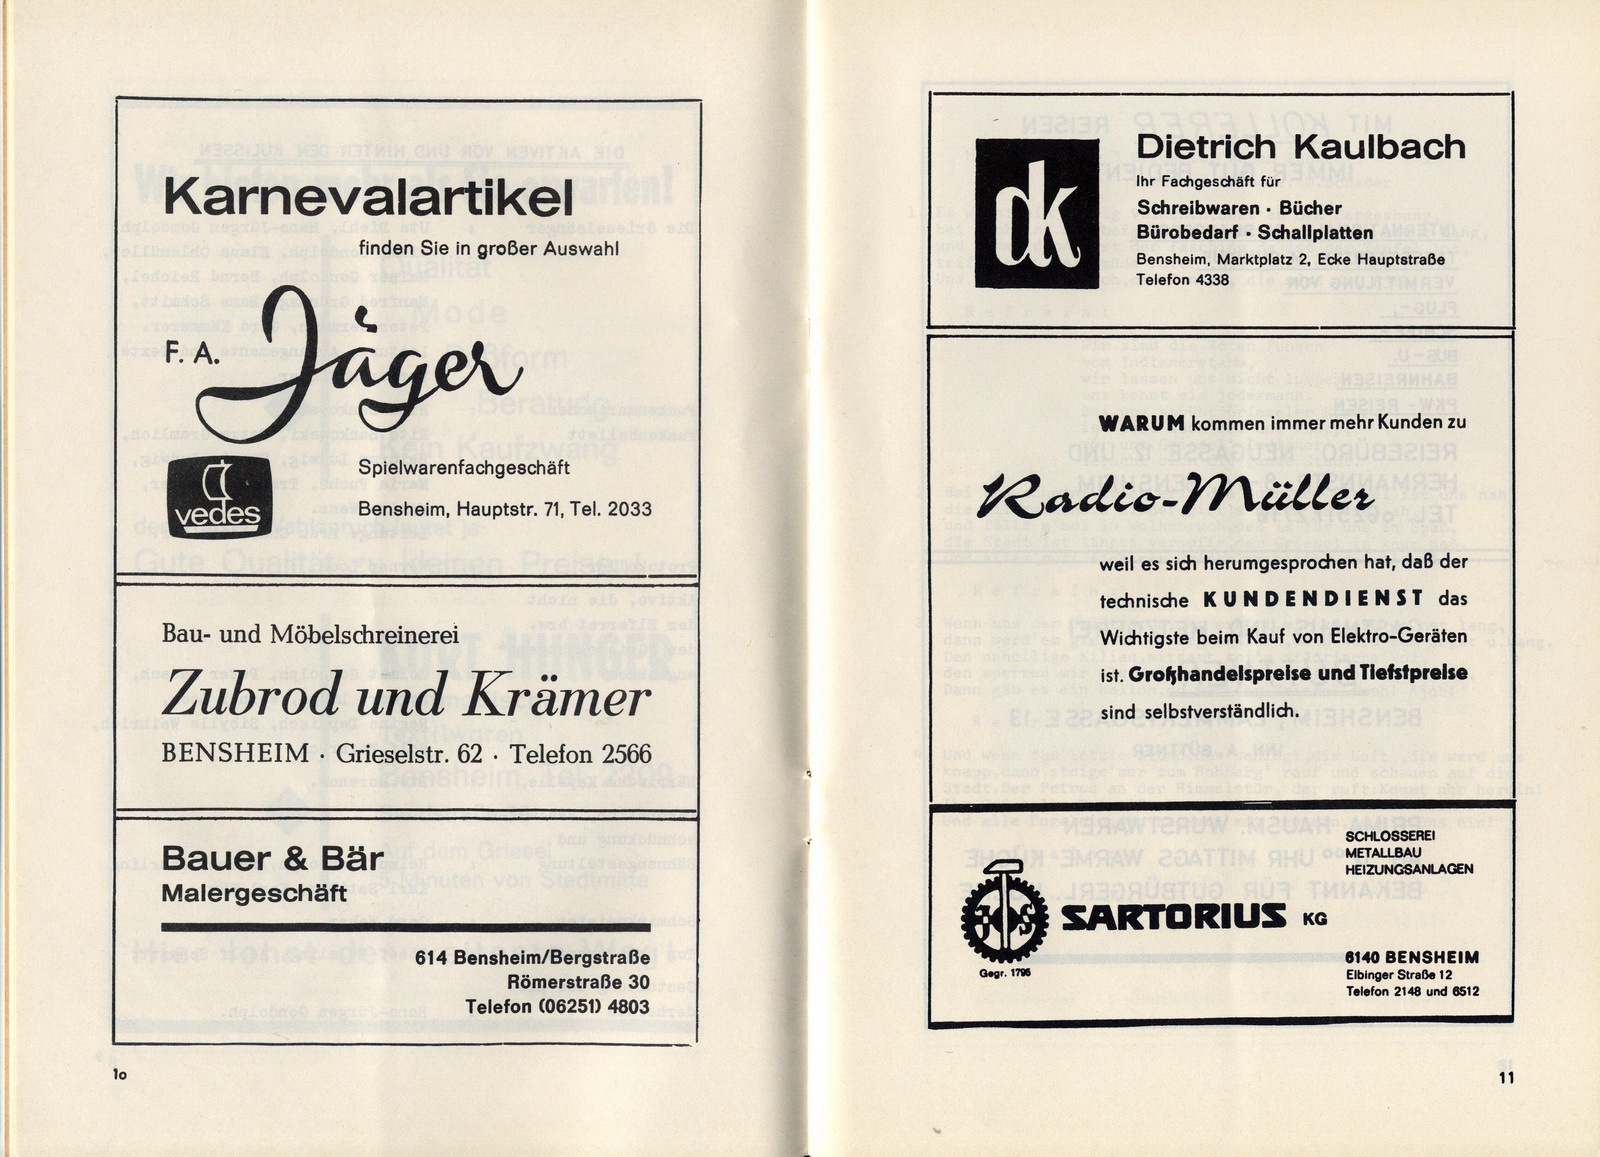 Karnevalartikel
finden Sie in großer Auswahl
F. A. Jäger
vedes
Spielwarenfachgeschäft
Bensheim, Hauptstr. 71, Tel. 2033
Bau- und Möbelschreinerei
Zubrod und Krämer
BENSHEIM · Grieselstr. 62 · Telefon 2566
Bauer & Bär
Malergeschäft
614 Bensheim/Bergstraße
Römerstraße 30
Telefon (06251) 4803
1o
dk
Dietrich Kaulbach
Ihr Fachgeschäft für
Schreibwaren · Bücher
Bürobedarf · Schallplatten
Bensheim, Marktplatz 2, Ecke Hauptstraße
Telefon 4338
WARUM kommen immer mehr Kunden zu
Radio-Müller
weil es sich herumgesprochen hat, daß der
technische KUNDENDIENST das
Wichtigste beim Kauf von Elektro-Geräten
ist. Großhandelspreise und Tiefstpreise
sind selbstverständlich.
SCHLOSSEREI
METALLBAU
HEIZUNGSANLAGEN
SARTORIUS KG
Gegr. 1795
6140 BENSHEIM
Elbinger Straße 12
Telefon 2148 und 6512
11